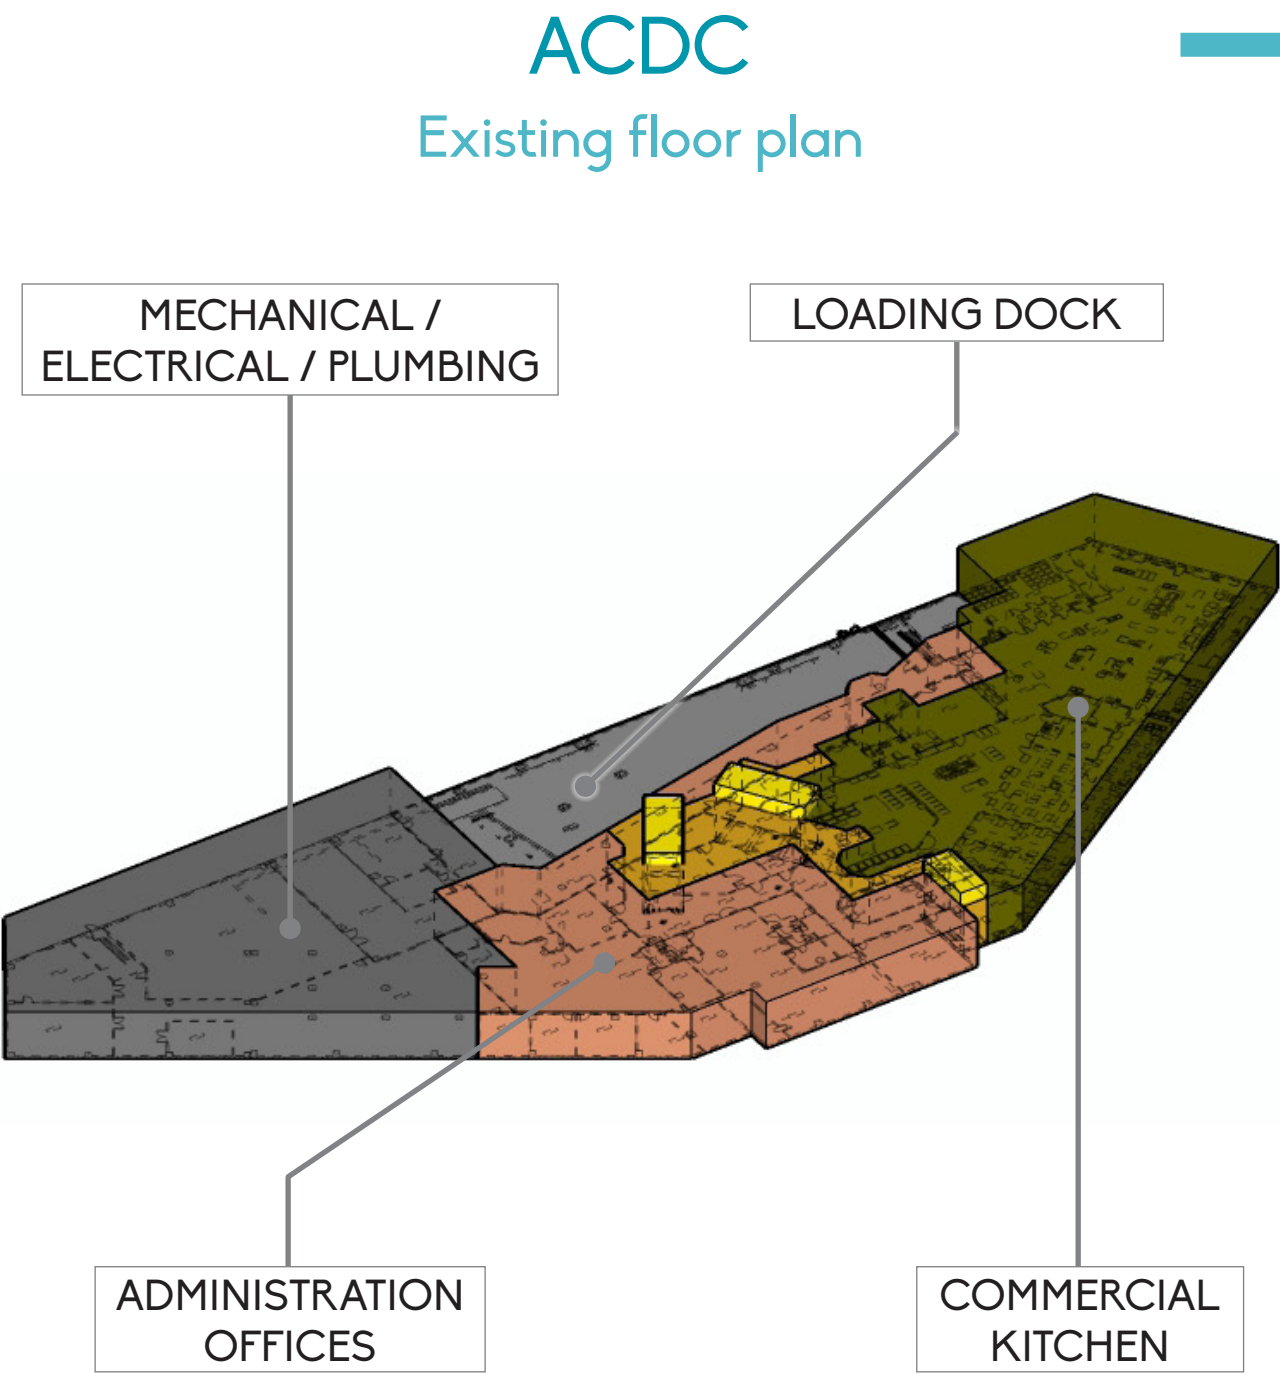 ACDC
Existing floor plan
MECHANICAL /
ELECTRICAL / PLUMBING
LOADING DOCK
ADMINISTRATION
OFFICES
COMMERCIAL
KITCHEN